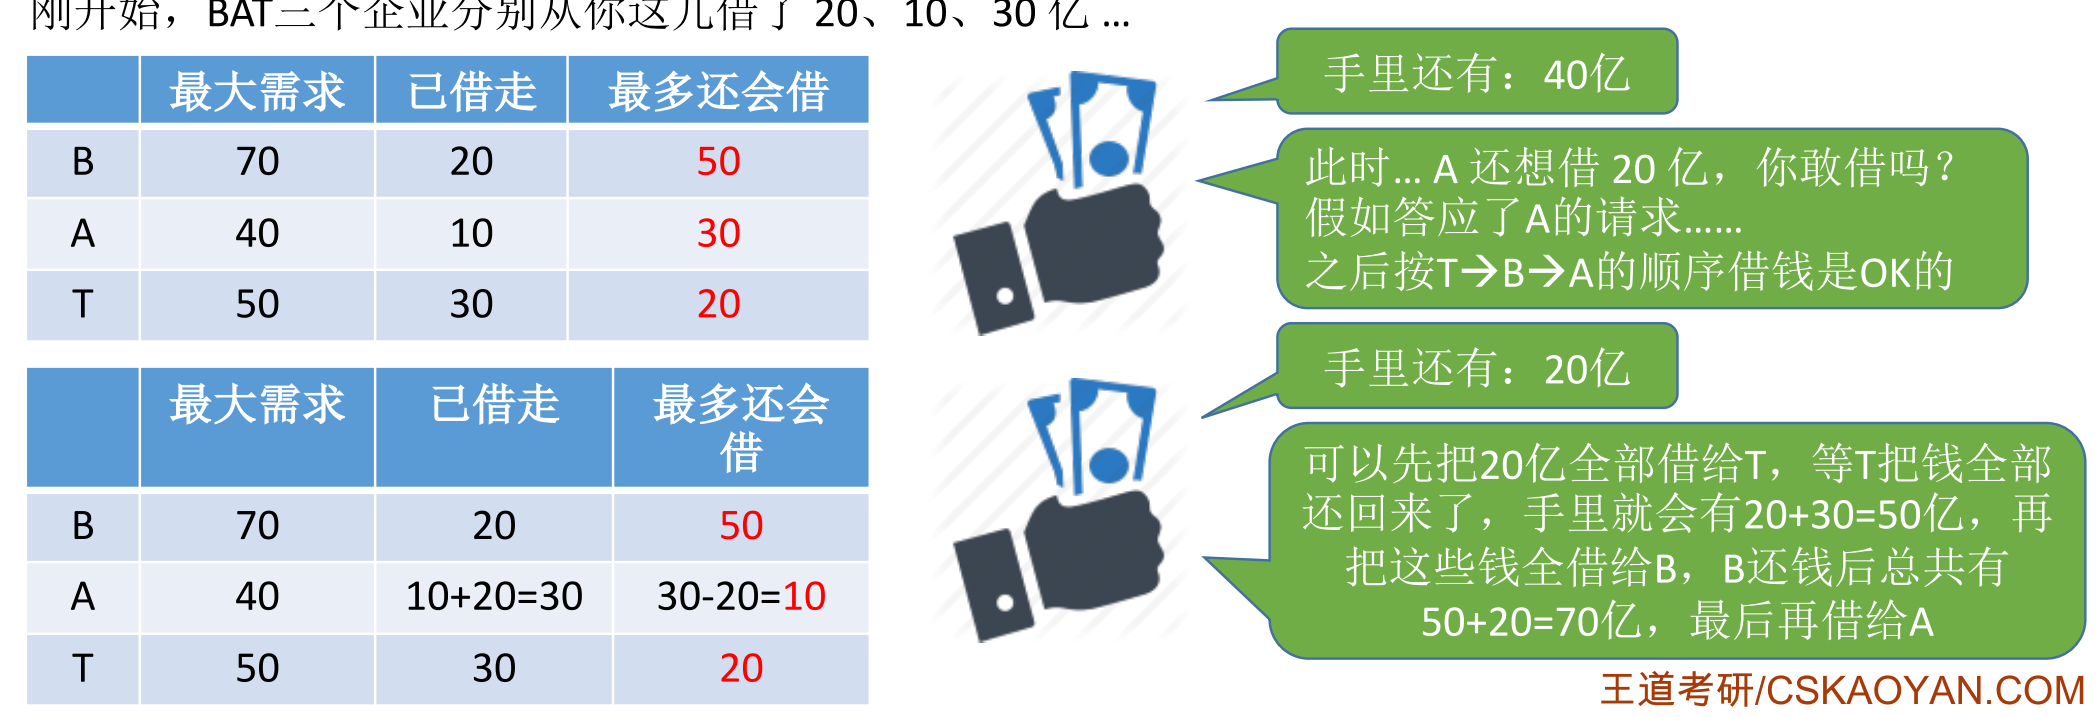 刚开始，BAT三个企业分别从你这儿借了 20、10、30 亿 ...
最大需求 已借走 最多还会借
B 70 20 50
A 40 10 30
T 50 30 20
手里还有：40亿
此时... A 还想借 20 亿，你敢借吗？
假如答应了A的请求......
之后按T→B→A的顺序借钱是OK的
最大需求 已借走 最多还会
借
B 70 20 50
A 40 10+20=30 30-20=10
T 50 30 20
手里还有：20亿
可以先把20亿全部借给T，等T把钱全部
还回来了，手里就会有20+30=50亿，再
把这些钱全借给B，B还钱后总共有
50+20=70亿，最后再借给A
王道考研/CSKAOYAN.COM